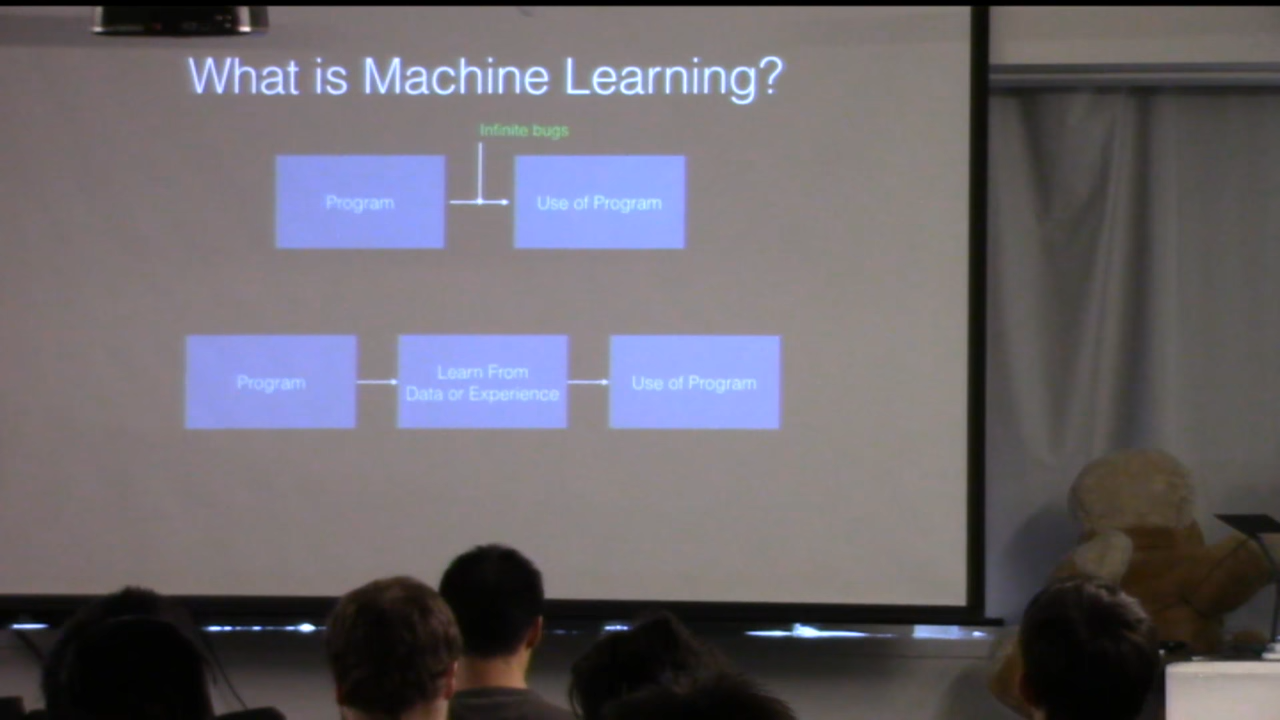 What is Machine Learning?
Infinite bugs
Program
Use of Program
Program
Learn From
Data or Experience
Use of Program